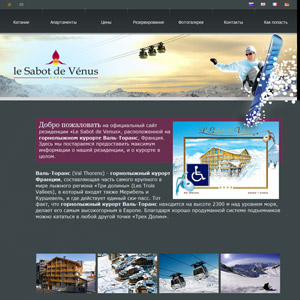 Катание Апартаменты Цены Резервирование Фотогалерея Контакты Как попасть
le Sabot de Vénus
Добро пожаловать на официальный сайт
резиденции «Le Sabot de Venus», расположенной на
горнолыжном курорте Валь-Торанс, Франция.
Здесь мы постараемся предоставить максимум
информации о нашей резиденции, и о курорте в
целом.
Валь-Торанс (Val Thorens) - горнолыжный курорт
Франции, составляющая часть самого крупного в
мире лыжного региона «Три долины» (Les Trois
Vallees), в который входят также Мерибель и
Куршевель, и где действует единый ски-пасс. Тот
факт, что горнолыжный курорт Валь-Торанс находится на высоте 2300 м над уровнем моря,
делает его самым высокогорным в Европе. Благодаря хорошо продуманной системе подъемников
можно кататься в любой другой точке «Трех Долин».